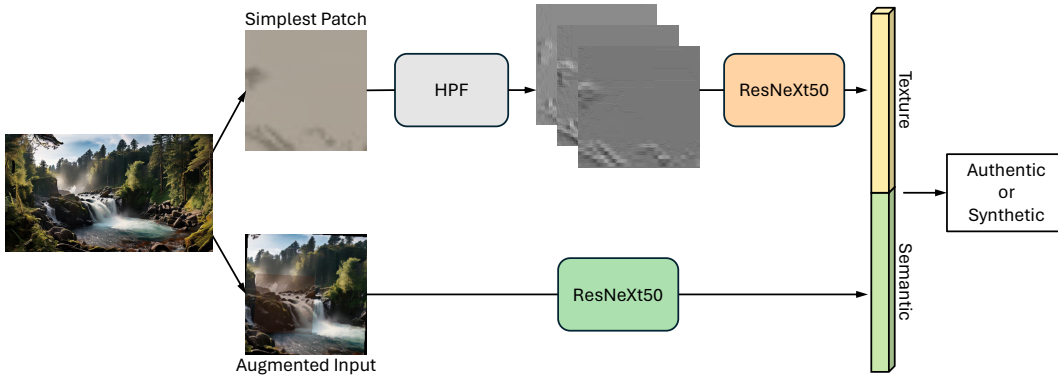 Simplest Patch
HPF
ResNeXt50
Texture
Authentic
or
Synthetic
Semantic
ResNeXt50
Augmented Input